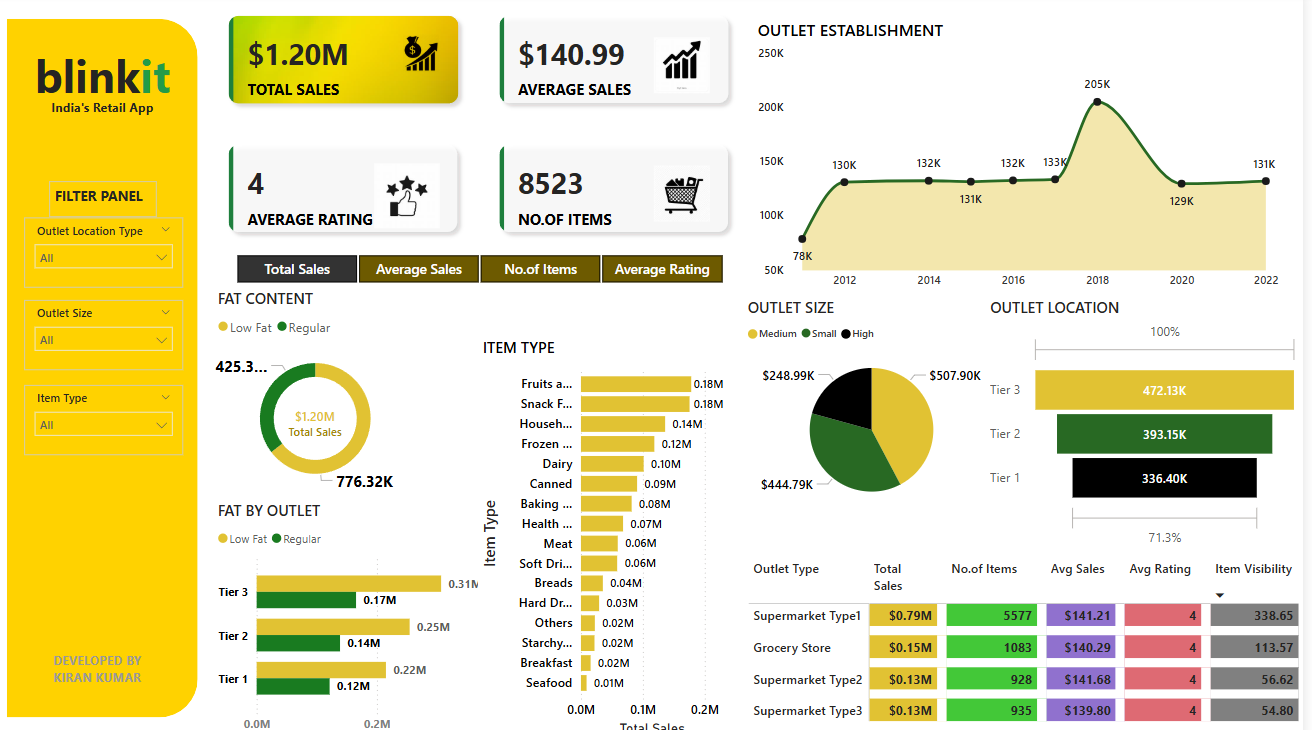 blinkit
India's Retail App
FILTER PANEL
Outlet Location Type
All
Outlet Size
All
Item Type
All
DEVELOPED BY
KIRAN KUMAR
$1.20M
TOTAL SALES
$140.99
AVERAGE SALES
4
AVERAGE RATING
8523
NO.OF ITEMS
Total Sales
Average Sales
No.of Items
Average Rating
FAT CONTENT
Low Fat Regular
425.3...
$1.20M
Total Sales
776.32K
FAT BY OUTLET
Low Fat Regular
Tier 3 0.31M
0.17M
Tier 2 0.25M
0.14M
Tier 1 0.22M
0.12M
0.0M 0.2M
ITEM TYPE
Item Type
Fruits a... 0.18M
Snack F... 0.18M
Househ... 0.14M
Frozen ... 0.12M
Dairy 0.10M
Canned 0.09M
Baking ... 0.08M
Health ... 0.07M
Meat 0.06M
Soft Dri... 0.06M
Breads 0.04M
Hard Dr... 0.03M
Others 0.02M
Starchy... 0.02M
Breakfast 0.02M
Seafood 0.01M
0.0M 0.1M 0.2M
Total Sales
OUTLET ESTABLISHMENT
250K
200K
150K
100K
50K
78K
130K
132K
131K
132K
133K
205K
129K
131K
2012 2014 2016 2018 2020 2022
OUTLET SIZE
Medium Small High
$248.99K
$507.90K
$444.79K
OUTLET LOCATION
100%
Tier 3 472.13K
Tier 2 393.15K
Tier 1 336.40K
71.3%
Outlet Type Total Sales No.of Items Avg Sales Avg Rating Item Visibility
Supermarket Type1 $0.79M 5577 $141.21 4 338.65
Grocery Store $0.15M 1083 $140.29 4 113.57
Supermarket Type2 $0.13M 928 $141.68 4 56.62
Supermarket Type3 $0.13M 935 $139.80 4 54.80